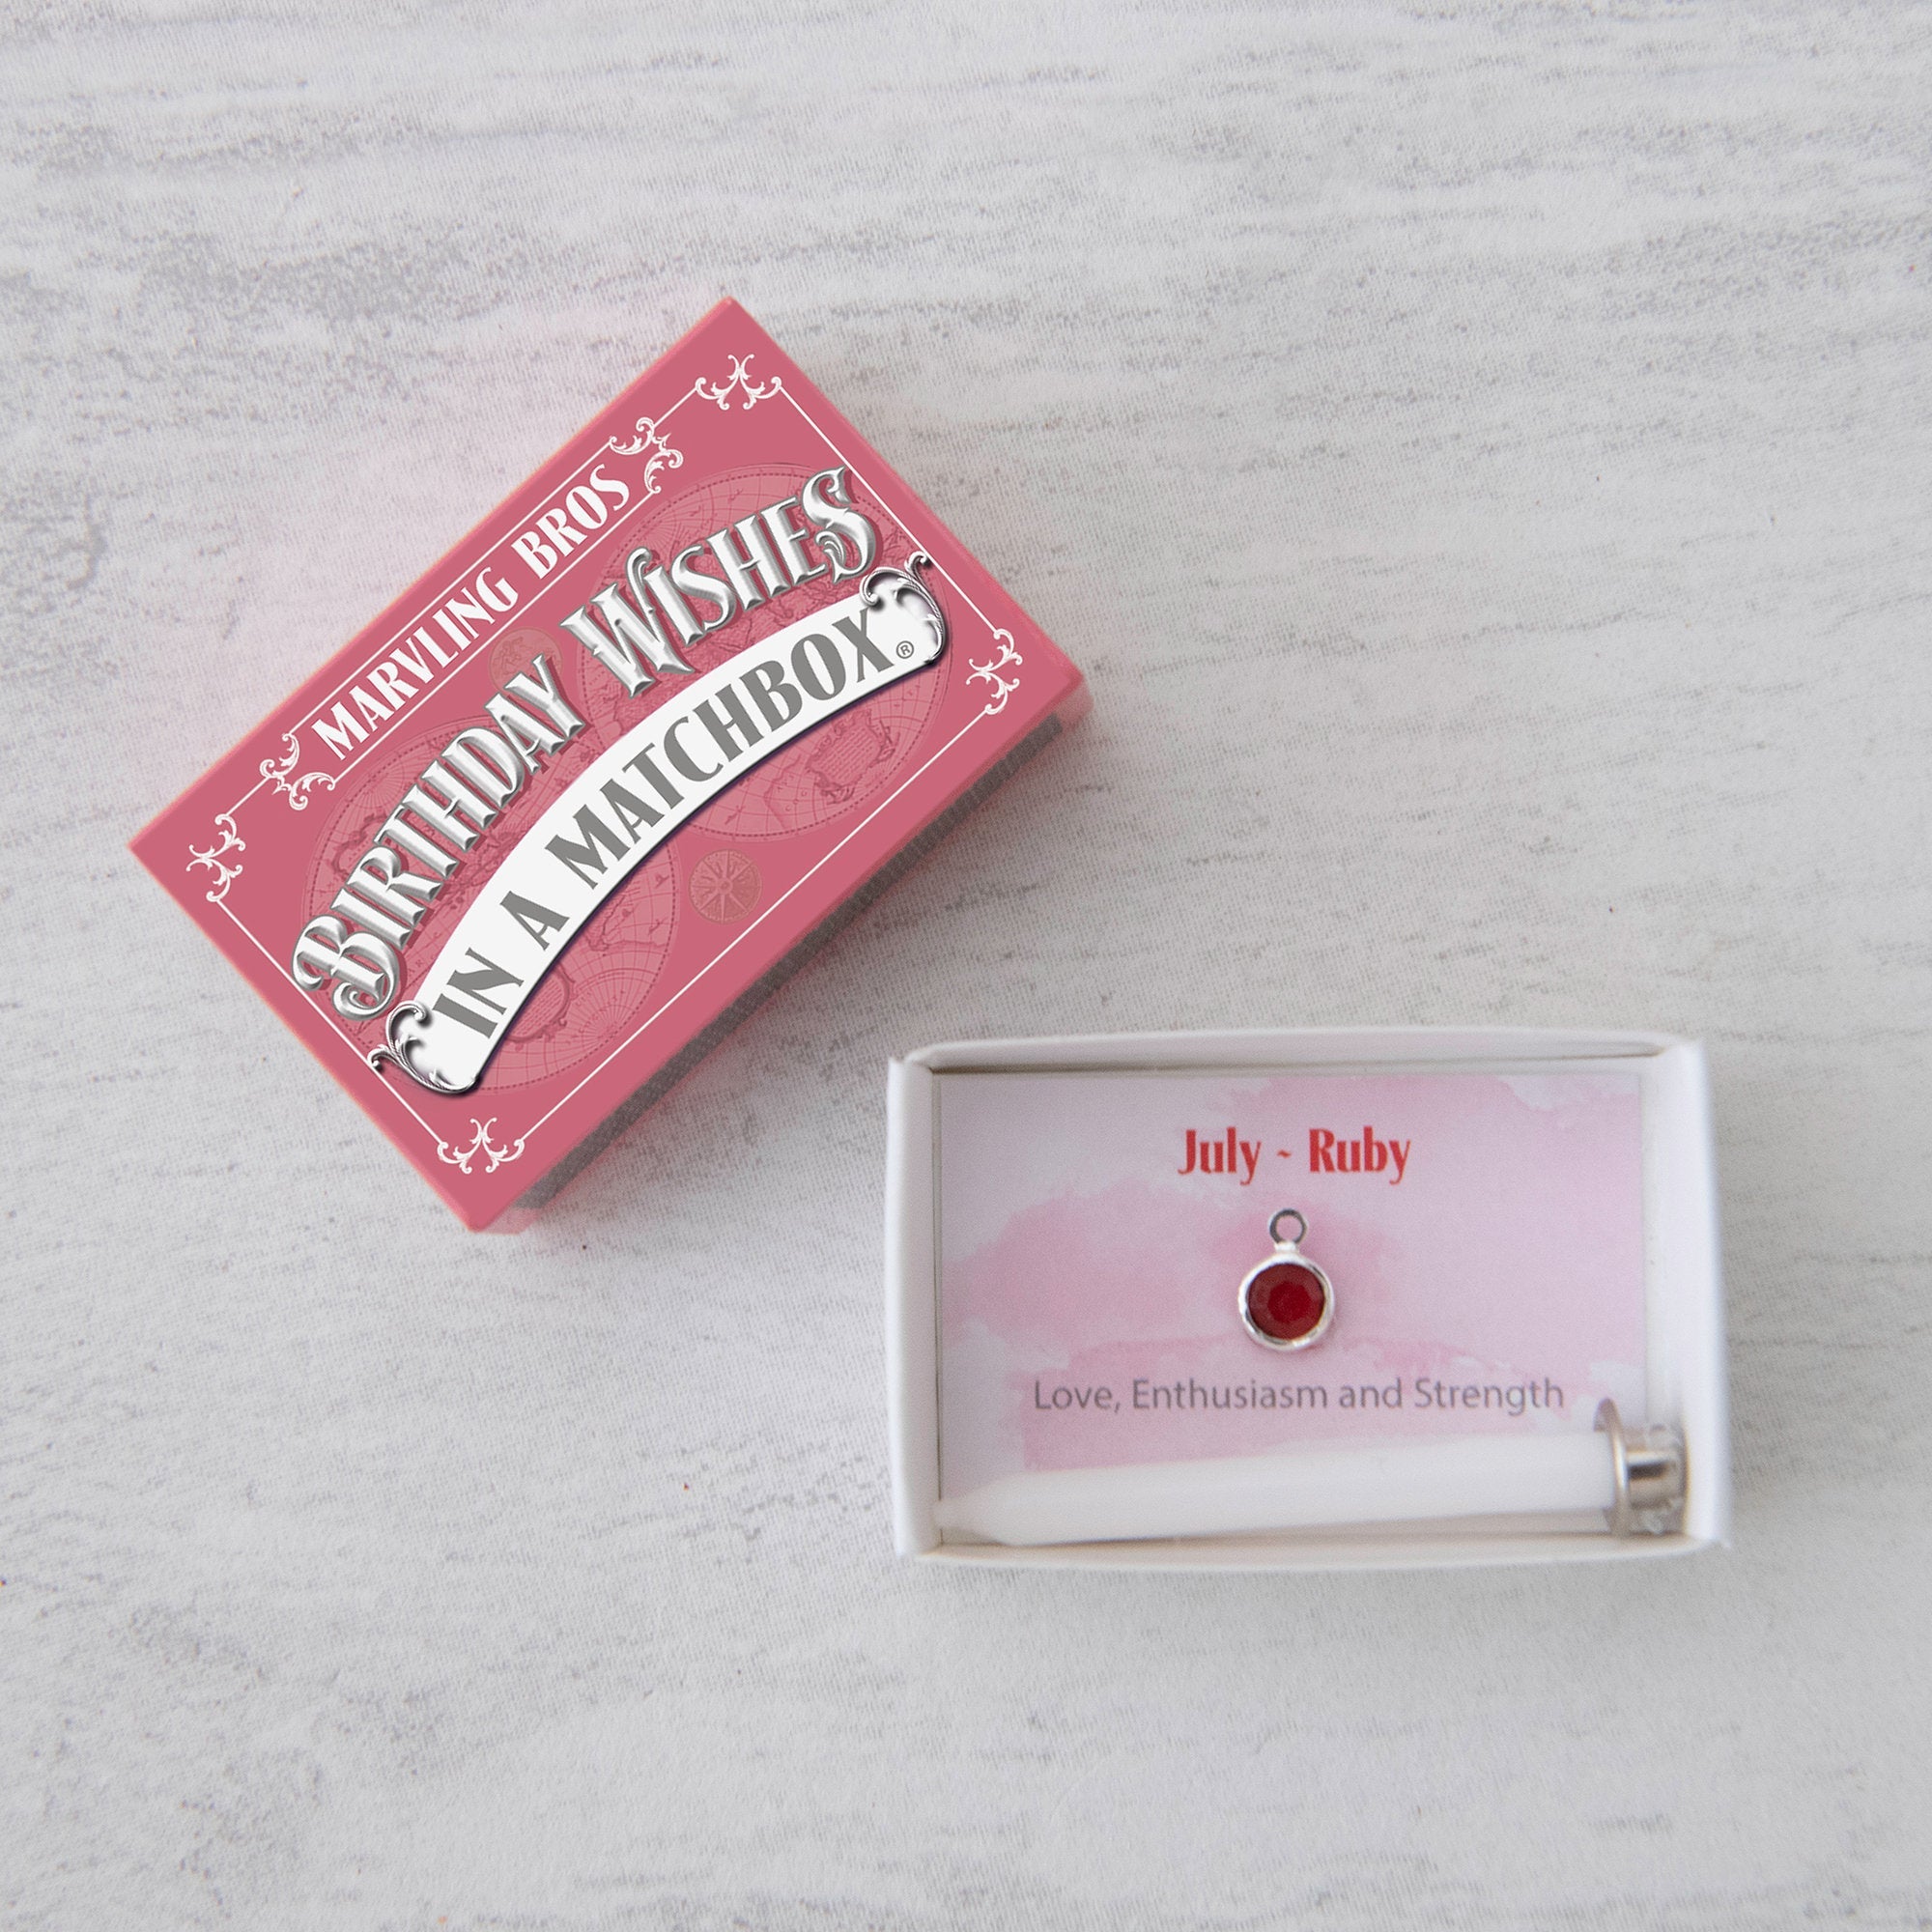 MARVLING BROS
BIRTHDAY WISHES
IN A MATCHBOX®
July ~ Ruby
Love, Enthusiasm and Strength